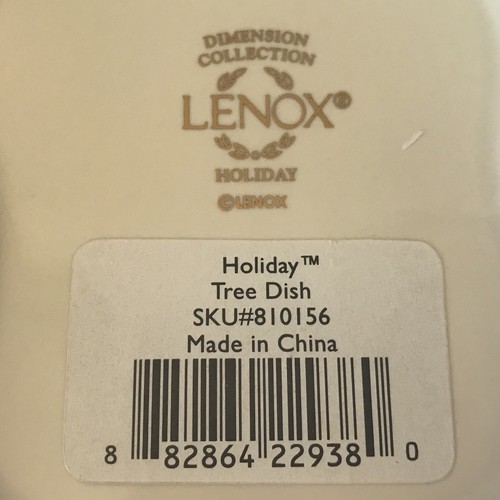 DIMENSION
COLLECTION
LENOX®
HOLIDAY
©LENOX
Holiday™
Tree Dish
SKU#810156
Made in China
8 82864 22938 0